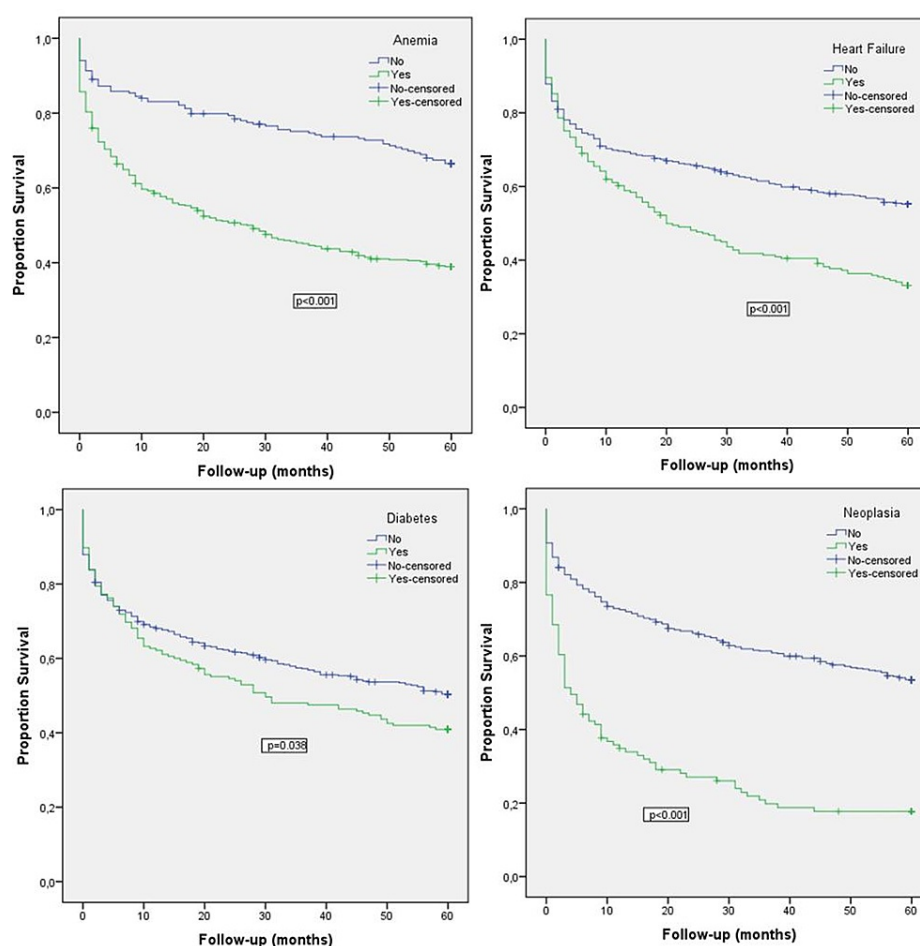 Anemia
No
Yes
No-censored
Yes-censored
1,0
0,8
0,6
0,4
0,2
0,0
Proportion Survival
p<0.001
0 10 20 30 40 50 60
Follow-up (months)
Heart Failure
No
Yes
No-censored
Yes-censored
1,0
0,8
0,6
0,4
0,2
0,0
Proportion Survival
p<0.001
0 10 20 30 40 50 60
Follow-up (months)
Diabetes
No
Yes
No-censored
Yes-censored
1,0
0,8
0,6
0,4
0,2
0,0
Proportion Survival
p=0.038
0 10 20 30 40 50 60
Follow-up (months)
Neoplasia
No
Yes
No-censored
Yes-censored
1,0
0,8
0,6
0,4
0,2
0,0
Proportion Survival
p<0.001
0 10 20 30 40 50 60
Follow-up (months)